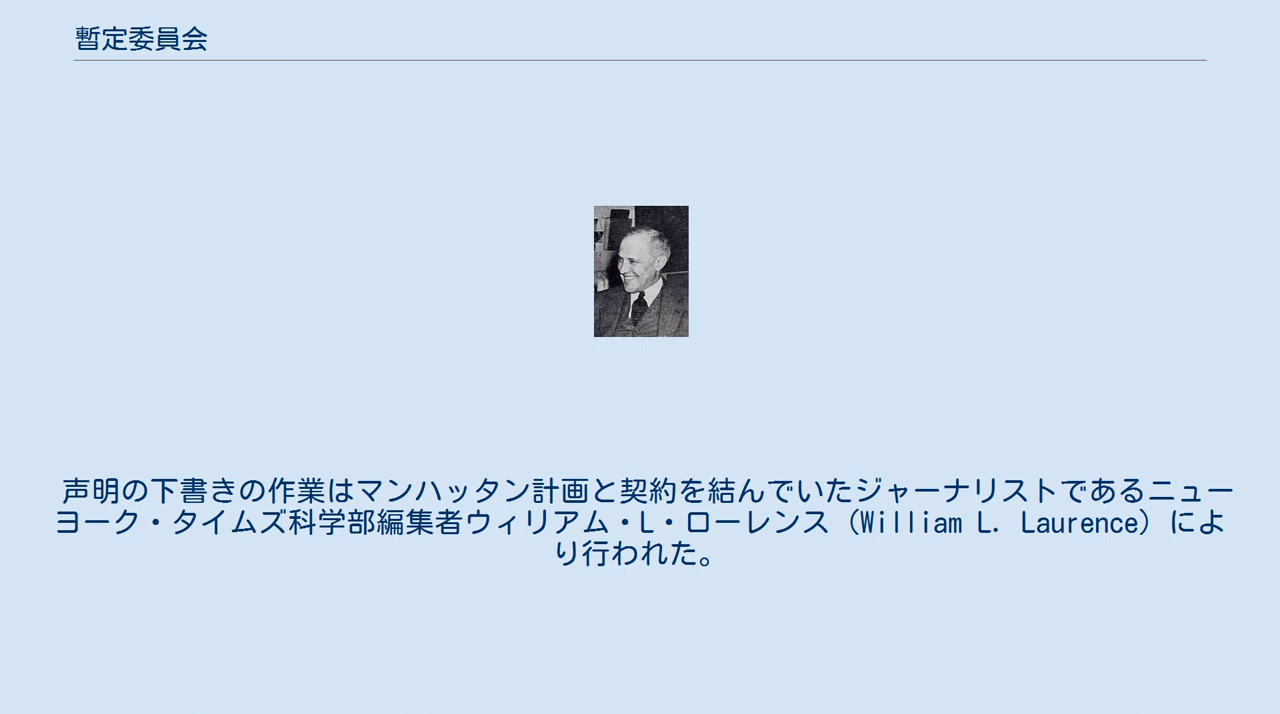 暫定委員会
声明の下書きの作業はマンハッタン計画と契約を結んでいたジャーナリストであるニュー
ヨーク・タイムズ科学部編集者ウィリアム・L・ローレンス（William L. Laurence）によ
り行われた。